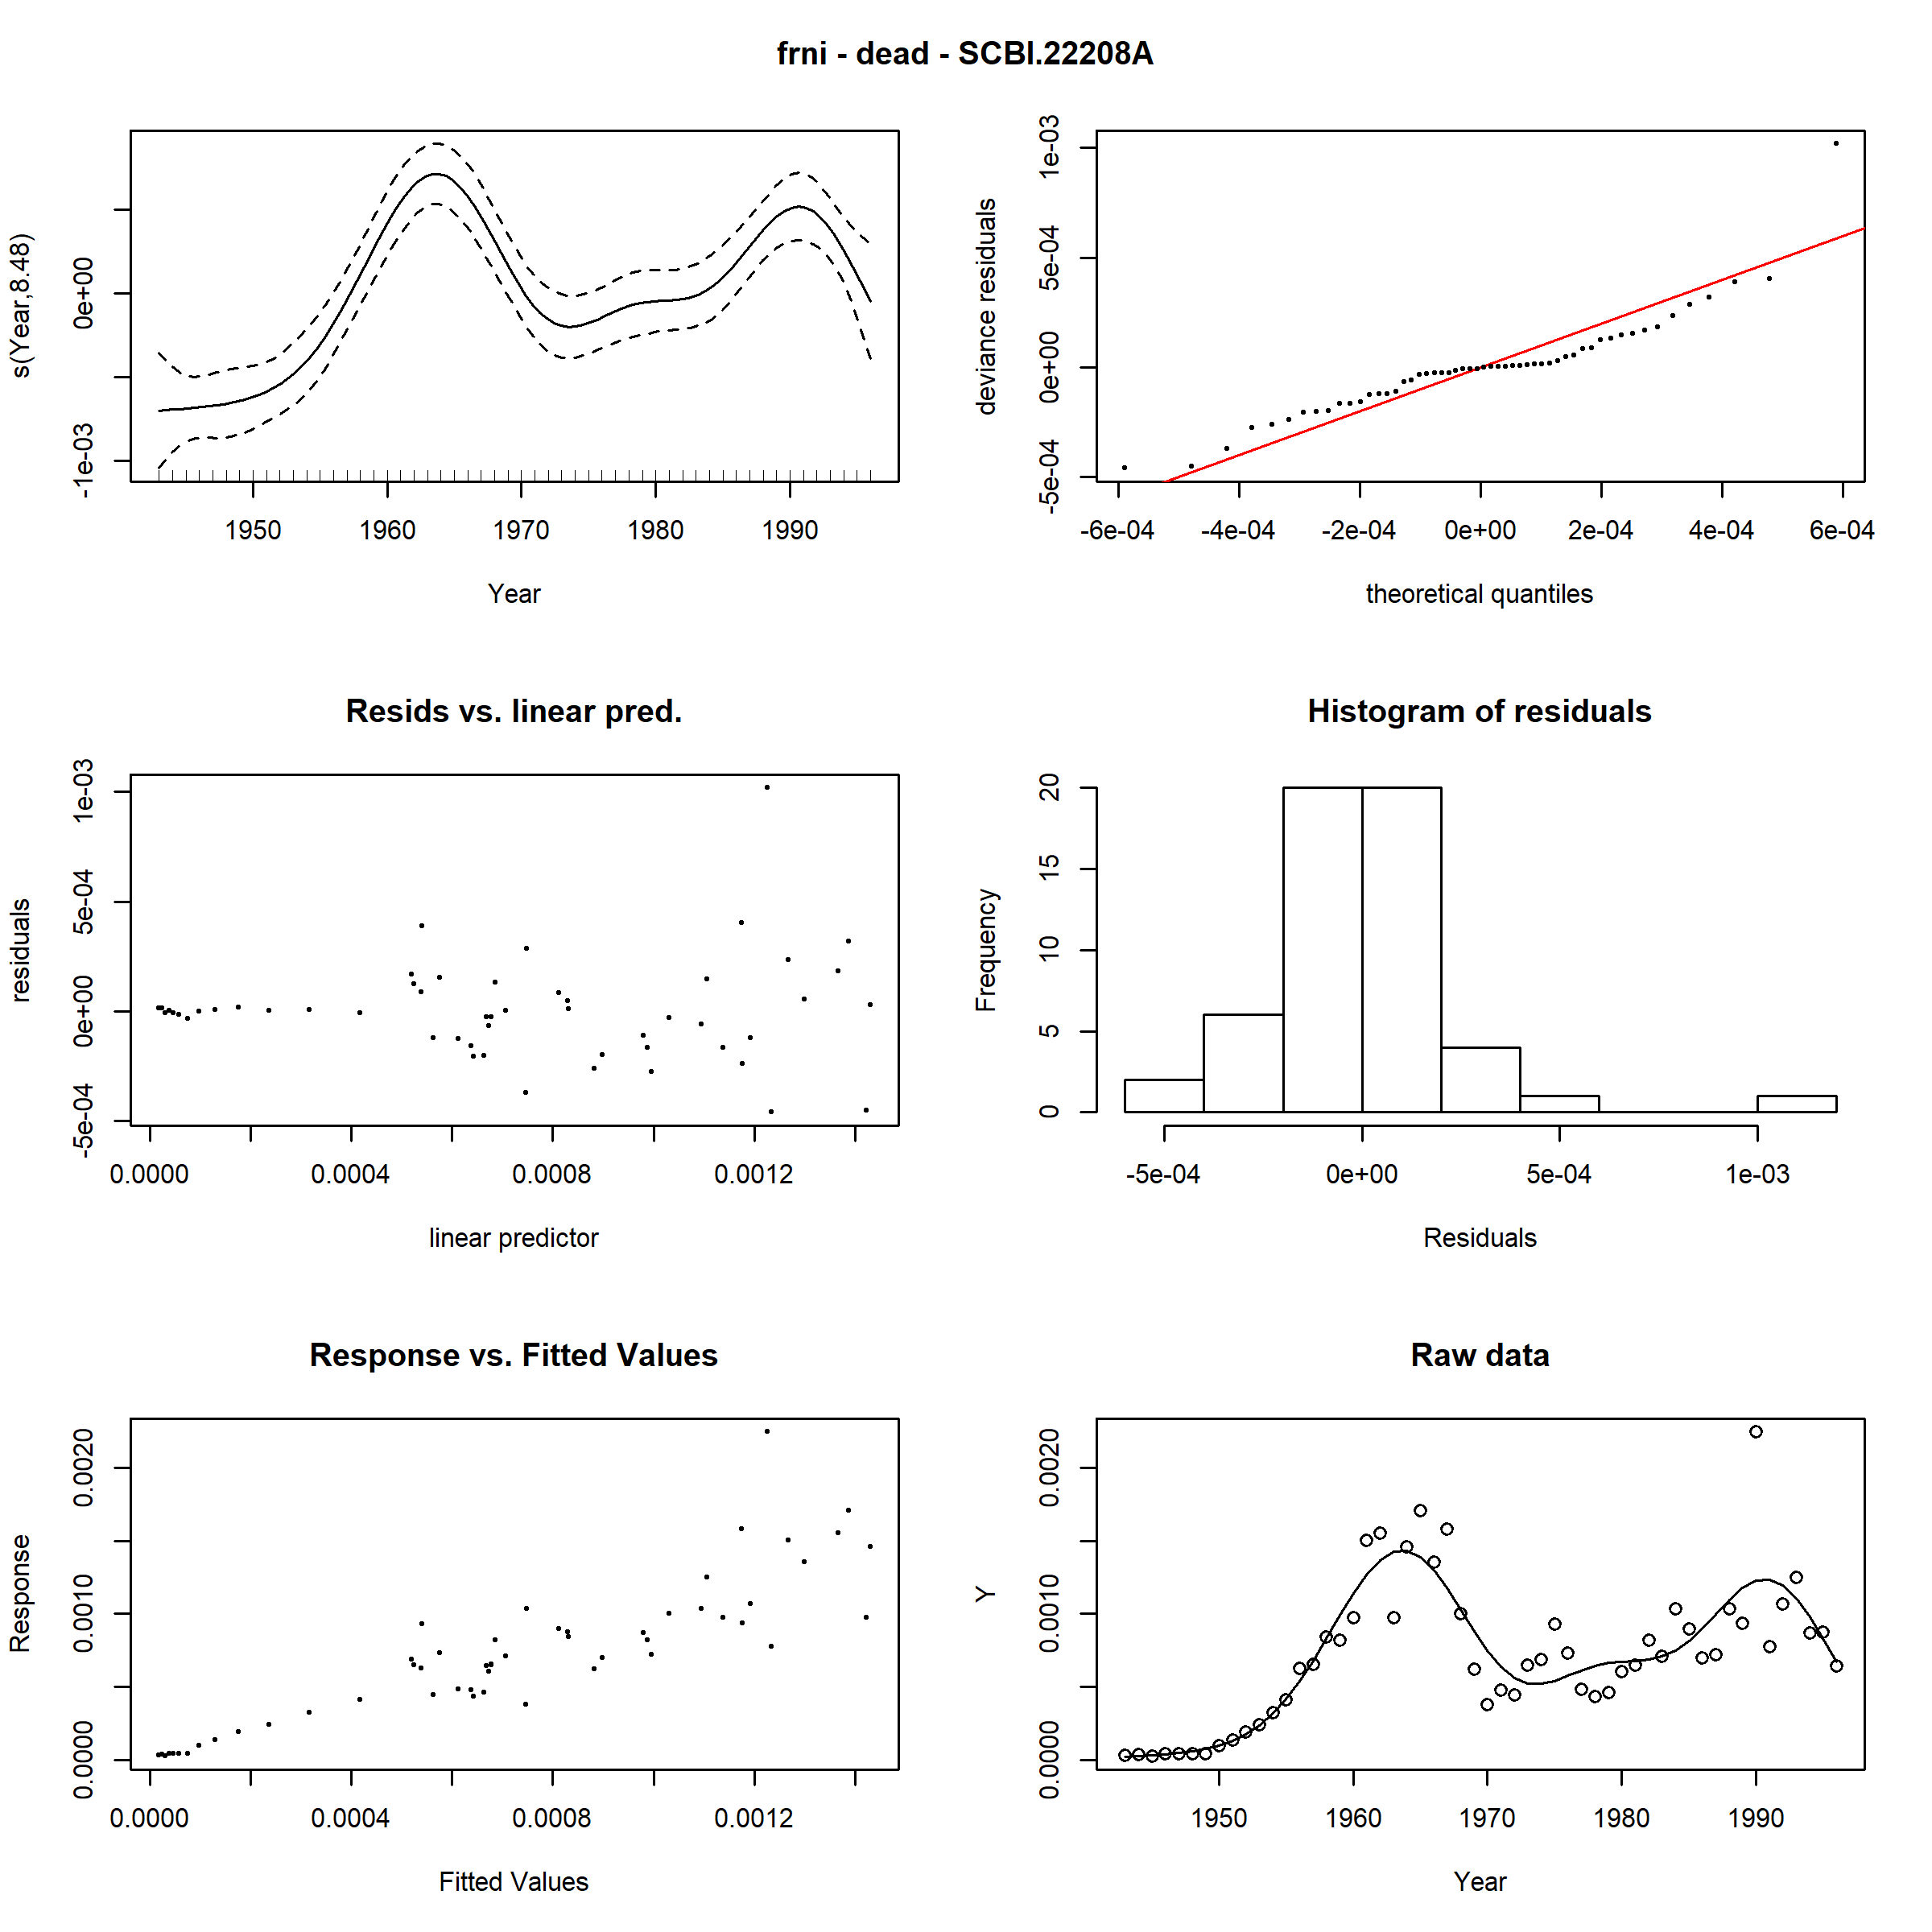 frni - dead - SCBI.22208A
s(Year,8.48)
0e+00
-1e-03
1950 1960 1970 1980 1990
Year
deviance residuals
1e-03
5e-04
0e+00
-5e-04
-6e-04 -4e-04 -2e-04 0e+00 2e-04 4e-04 6e-04
theoretical quantiles
Resids vs. linear pred.
residuals
1e-03
5e-04
0e+00
-5e-04
0.0000 0.0004 0.0008 0.0012
linear predictor
Histogram of residuals
Frequency
20
15
10
5
0
-5e-04 0e+00 5e-04 1e-03
Residuals
Response vs. Fitted Values
Response
0.0020
0.0010
0.0000
0.0000 0.0004 0.0008 0.0012
Fitted Values
Raw data
Y
0.0020
0.0010
0.0000
1950 1960 1970 1980 1990
Year